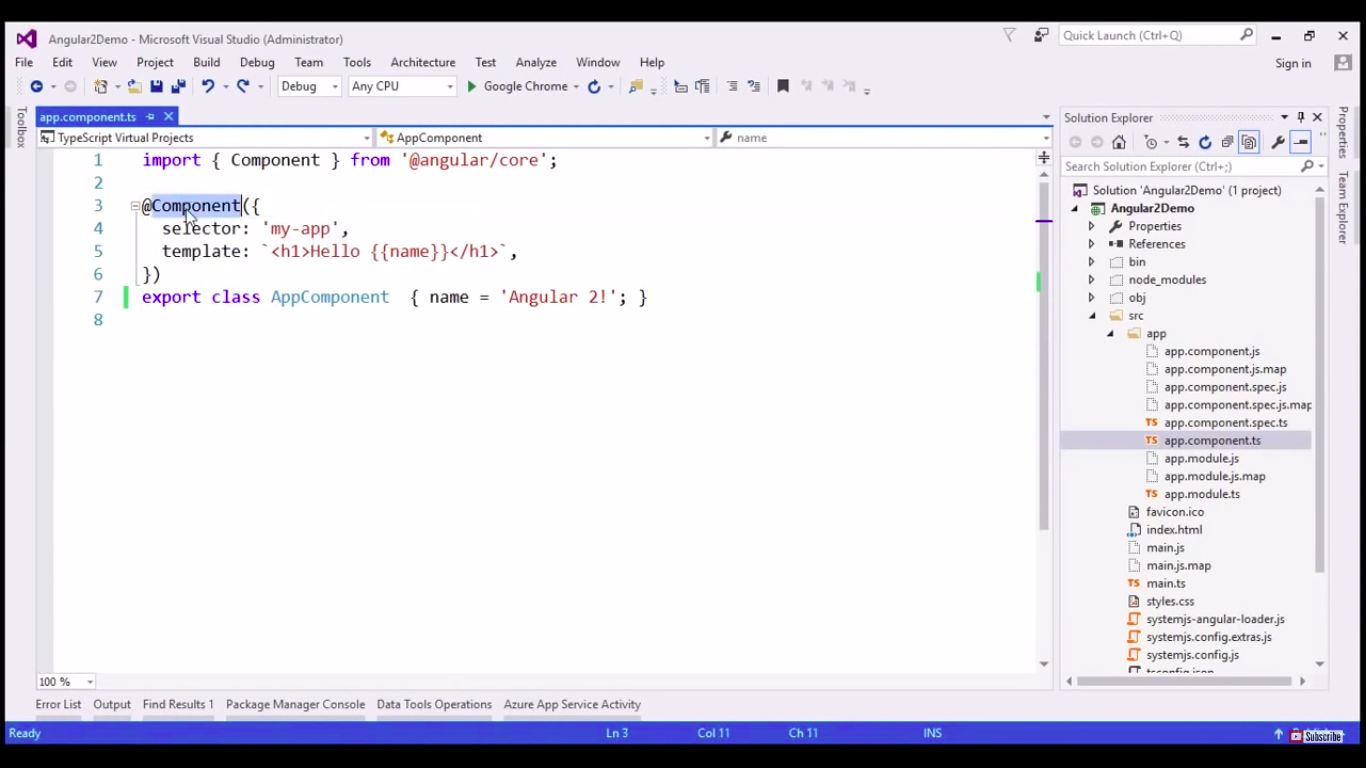 Angular2Demo - Microsoft Visual Studio (Administrator)
Quick Launch (Ctrl+Q)
File Edit View Project Build Debug Team Tools Architecture Test Analyze Window Help
Sign in
Debug Any CPU Google Chrome
Toolbox
app.component.ts
TypeScript Virtual Projects AppComponent name
1 import { Component } from '@angular/core';
2
3 @Component({
4 selector: 'my-app',
5 template: `<h1>Hello {{name}}</h1>`,
6 })
7 export class AppComponent { name = 'Angular 2!'; }
8
100 %
Solution Explorer
Search Solution Explorer (Ctrl+;)
Solution 'Angular2Demo' (1 project)
Angular2Demo
Properties
References
bin
node_modules
obj
src
app
app.component.js
app.component.js.map
app.component.spec.js
app.component.spec.js.map
app.component.spec.ts
app.component.ts
app.module.js
app.module.js.map
app.module.ts
favicon.ico
index.html
main.js
main.js.map
main.ts
styles.css
systemjs-angular-loader.js
systemjs.config.extras.js
systemjs.config.js
tsconfig.json
Properties
Team Explorer
Error List Output Find Results 1 Package Manager Console Data Tools Operations Azure App Service Activity
Ready Ln 3 Col 11 Ch 11 INS
Subscribe